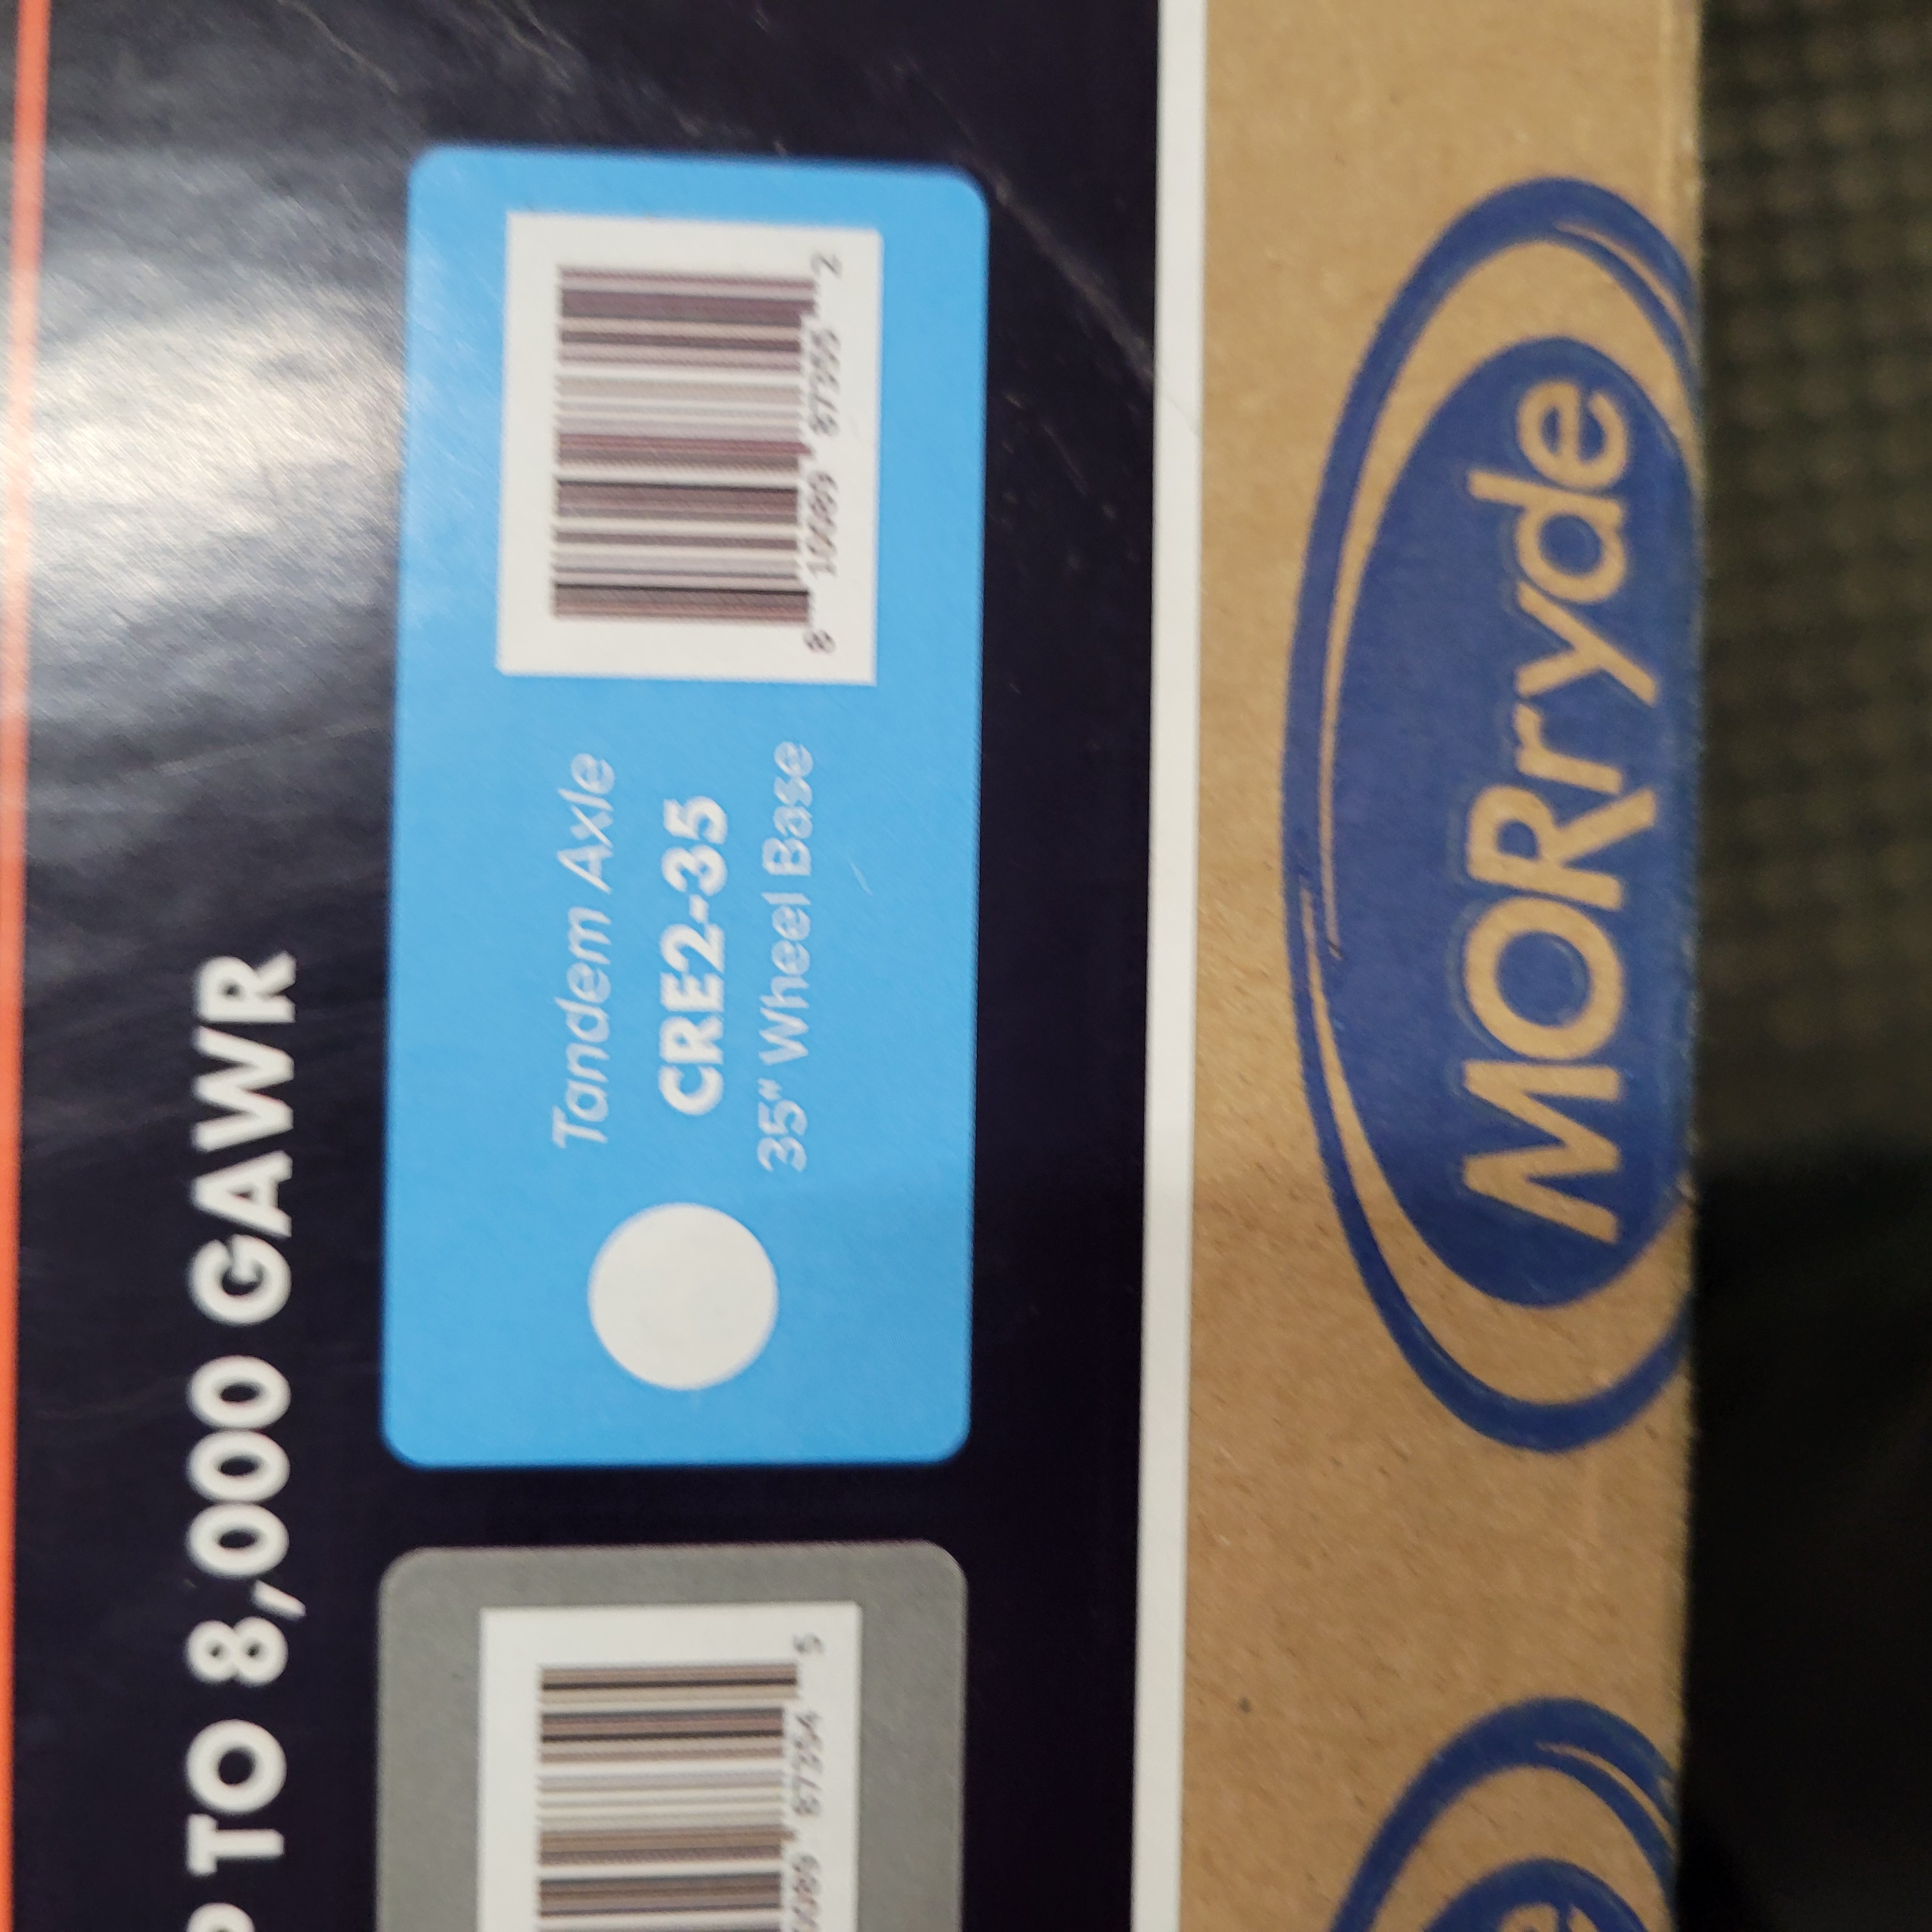 TO 8,000 GAWR
Tandem Axle
CRE2-35
35" Wheel Base
8 10089 87355 2
87354 5
MORryde